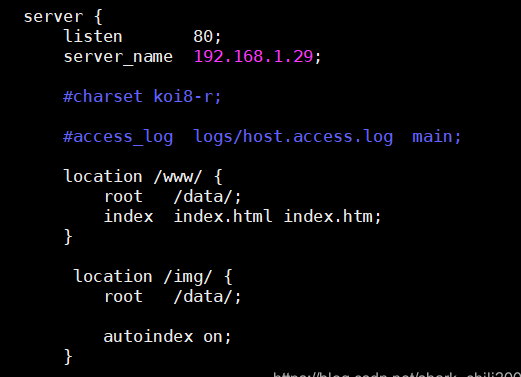 server {
    listen       80;
    server_name  192.168.1.29;
    #charset koi8-r;
    #access_log  logs/host.access.log  main;
    location /www/ {
        root   /data/;
        index  index.html index.htm;
    }
     location /img/ {
        root   /data/;
        autoindex on;
    }